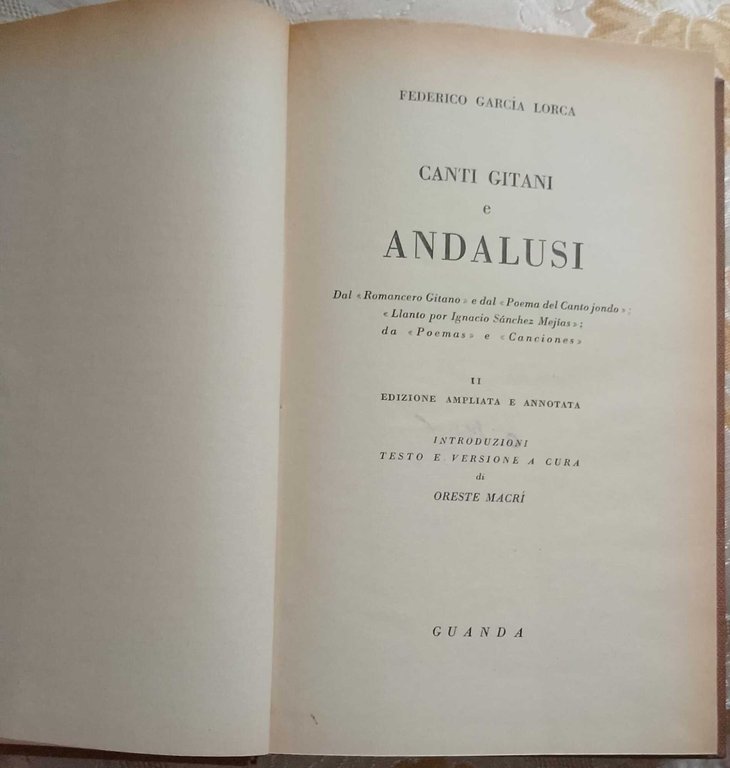 FEDERICO GARCÍA LORCA
CANTI GITANI
e
ANDALUSI
Dal «Romancero Gitano» e dal «Poema del Canto jondo»;
«Llanto por Ignacio Sánchez Mejías»;
da «Poemas» e «Canciones»
II
EDIZIONE AMPLIATA E ANNOTATA
INTRODUZIONI
TESTO E VERSIONE A CURA
di
ORESTE MACRÍ
GUANDA